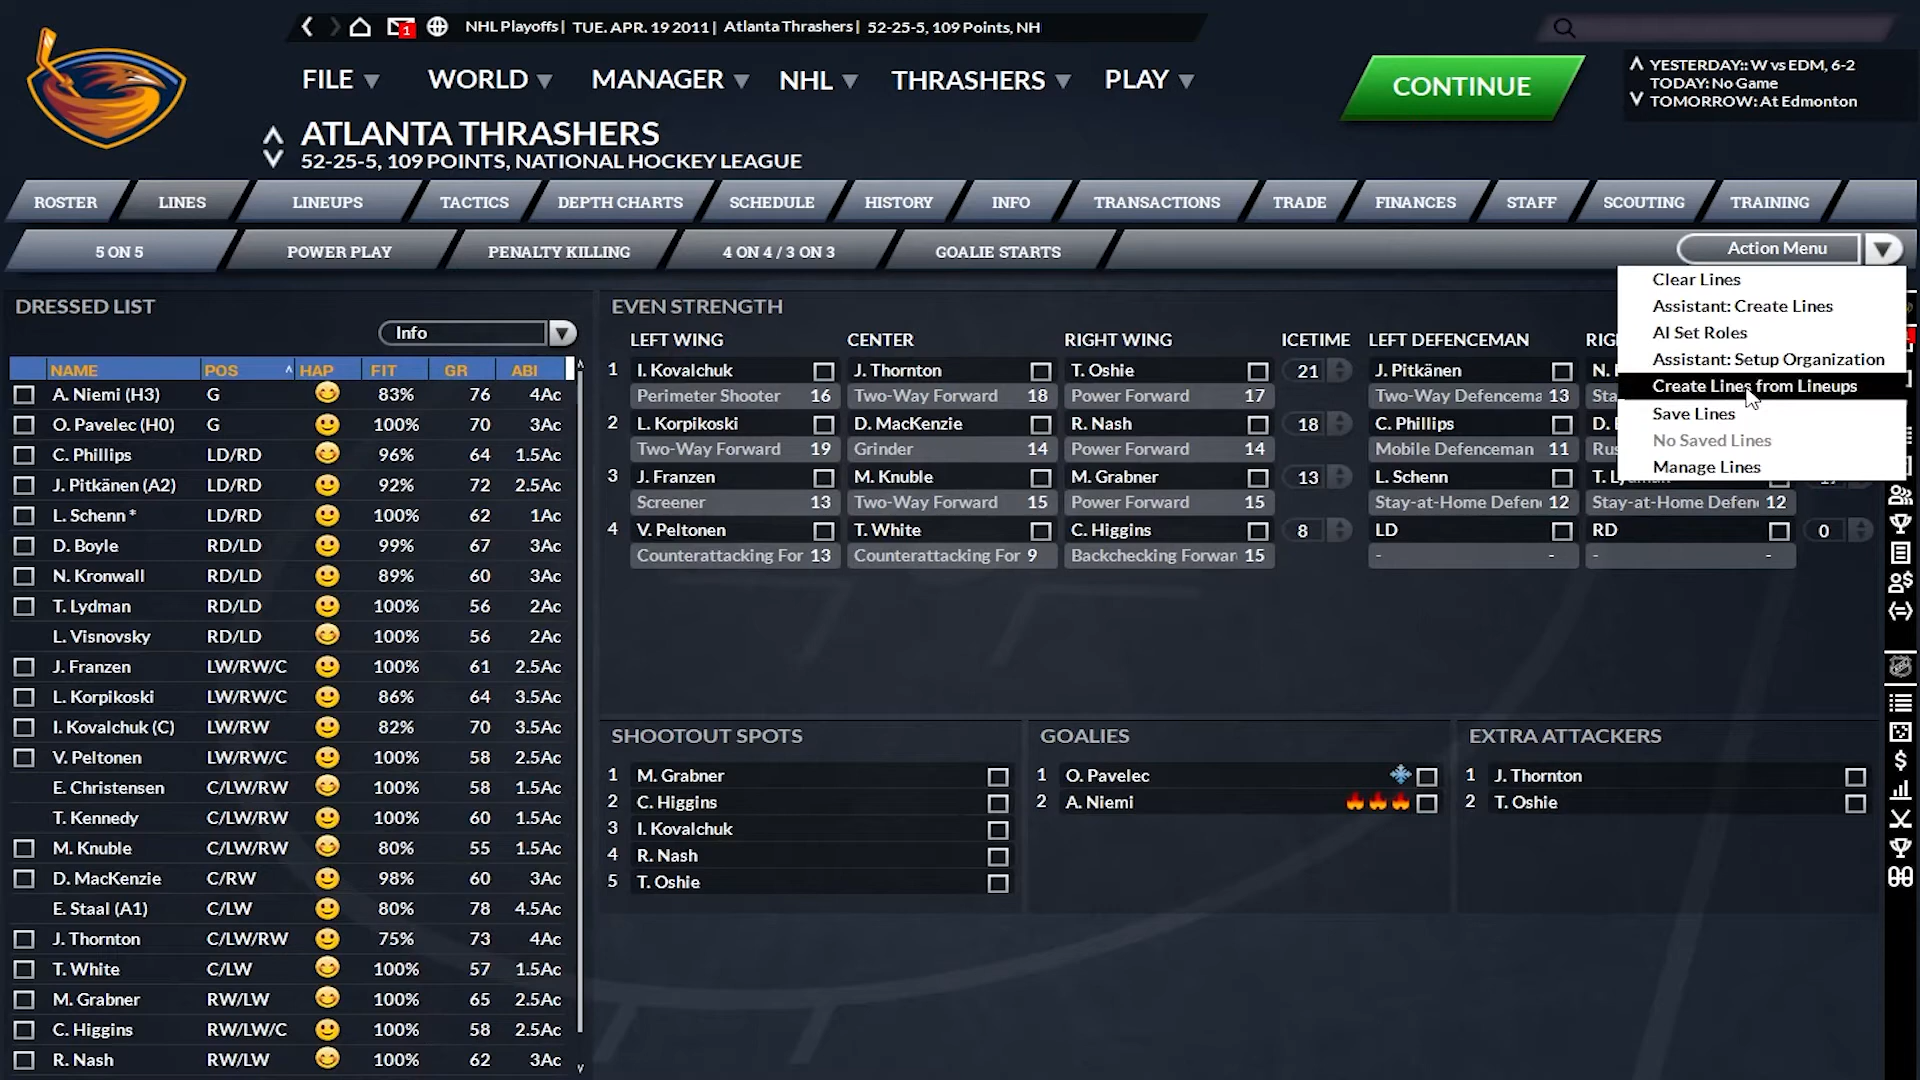 NHL Playoffs| TUE. APR. 19 2011| Atlanta Thrashers| 52-25-5, 109 Points, NH
1
FILE WORLD MANAGER NHL THRASHERS PLAY
CONTINUE
YESTERDAY:: W vs EDM, 6-2
TODAY: No Game
TOMORROW: At Edmonton
ATLANTA THRASHERS
52-25-5, 109 POINTS, NATIONAL HOCKEY LEAGUE
ROSTER LINES LINEUPS TACTICS DEPTH CHARTS SCHEDULE HISTORY INFO TRANSACTIONS TRADE FINANCES STAFF SCOUTING TRAINING
5 ON 5 POWER PLAY PENALTY KILLING 4 ON 4 / 3 ON 3 GOALIE STARTS
Action Menu
Clear Lines
Assistant: Create Lines
AI Set Roles
Assistant: Setup Organization
Create Lines from Lineups
Save Lines
No Saved Lines
Manage Lines
DRESSED LIST
Info
NAME POS HAP FIT GR ABI
A. Niemi (H3) G 83% 76 4Ac
O. Pavelec (H0) G 100% 70 3Ac
C. Phillips LD/RD 96% 64 1.5Ac
J. Pitkänen (A2) LD/RD 92% 72 2.5Ac
L. Schenn * LD/RD 100% 62 1Ac
D. Boyle RD/LD 99% 67 3Ac
N. Kronwall RD/LD 89% 60 3Ac
T. Lydman RD/LD 100% 56 2Ac
L. Visnovsky RD/LD 100% 56 2Ac
J. Franzen LW/RW/C 100% 61 2.5Ac
L. Korpikoski LW/RW/C 86% 64 3.5Ac
I. Kovalchuk (C) LW/RW 82% 70 3.5Ac
V. Peltonen LW/RW/C 100% 58 2.5Ac
E. Christensen C/LW/RW 100% 58 1.5Ac
T. Kennedy C/LW/RW 100% 60 1.5Ac
M. Knuble C/LW/RW 80% 55 1.5Ac
D. MacKenzie C/RW 98% 60 3Ac
E. Staal (A1) C/LW 80% 78 4.5Ac
J. Thornton C/LW/RW 75% 73 4Ac
T. White C/LW 100% 57 1.5Ac
M. Grabner RW/LW 100% 65 2.5Ac
C. Higgins RW/LW/C 100% 58 2.5Ac
R. Nash RW/LW 100% 62 3Ac
EVEN STRENGTH
LEFT WING CENTER RIGHT WING ICETIME LEFT DEFENCEMAN RIG
1 I. Kovalchuk J. Thornton T. Oshie 21 J. Pitkänen N.
Perimeter Shooter 16 Two-Way Forward 18 Power Forward 17 Two-Way Defencema 13 Sta
2 L. Korpikoski D. MacKenzie R. Nash 18 C. Phillips D.
Two-Way Forward 19 Grinder 14 Power Forward 14 Mobile Defenceman 11 Rus
3 J. Franzen M. Knuble M. Grabner 13 L. Schenn T. Lydman
Screener 13 Two-Way Forward 15 Power Forward 15 Stay-at-Home Defen 12 Stay-at-Home Defen 12
4 V. Peltonen T. White C. Higgins 8 LD RD 0
Counterattacking For 13 Counterattacking For 9 Backchecking Forwar 15 - - - -
SHOOTOUT SPOTS
1 M. Grabner
2 C. Higgins
3 I. Kovalchuk
4 R. Nash
5 T. Oshie
GOALIES
1 O. Pavelec
2 A. Niemi
EXTRA ATTACKERS
1 J. Thornton
2 T. Oshie